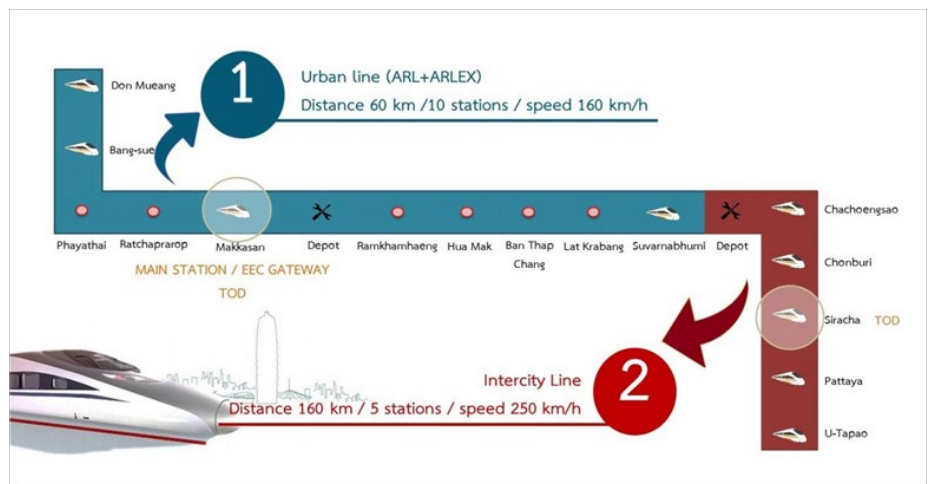 1
Urban line (ARL+ARLEX)
Distance 60 km /10 stations / speed 160 km/h
Don Mueang
Bang-sue
Phayathai
Ratchaprarop
Makkasan
Depot
Ramkhamhaeng
Hua Mak
Ban Thap
Chang
Lat Krabang
Suvarnabhumi
Depot
MAIN STATION / EEC GATEWAY
TOD
Chachoengsao
Chonburi
Siracha
TOD
Pattaya
U-Tapao
2
Intercity Line
Distance 160 km / 5 stations / speed 250 km/h